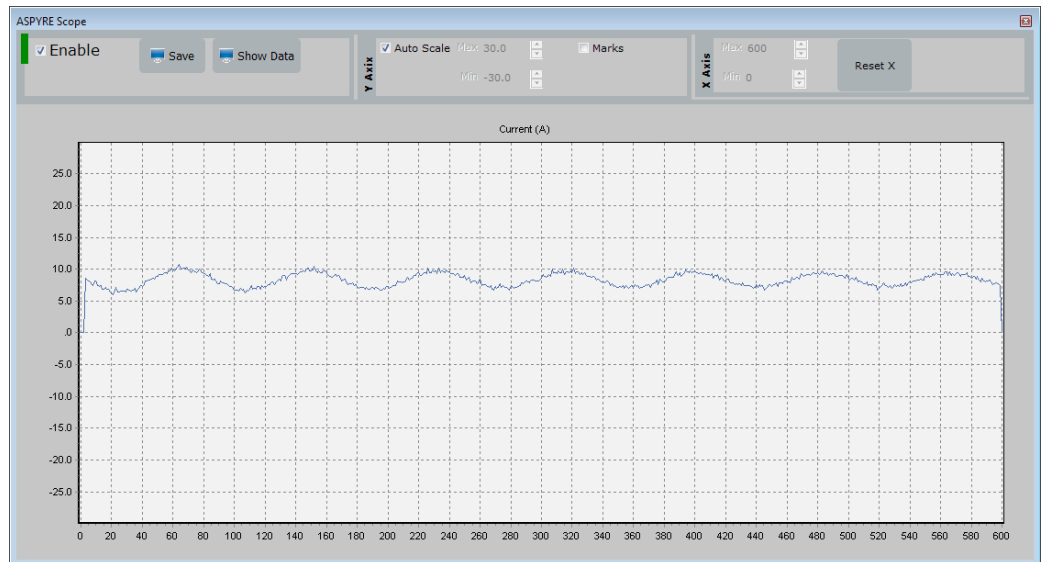 ASPYRE Scope
Enable
Save
Show Data
Y Axix
Auto Scale
Max 30.0
Min -30.0
Marks
X Axis
Max 600
Min 0
Reset X
Current (A)
25.0
20.0
15.0
10.0
5.0
.0
-5.0
-10.0
-15.0
-20.0
-25.0
0 20 40 60 80 100 120 140 160 180 200 220 240 260 280 300 320 340 360 380 400 420 440 460 480 500 520 540 560 580 600